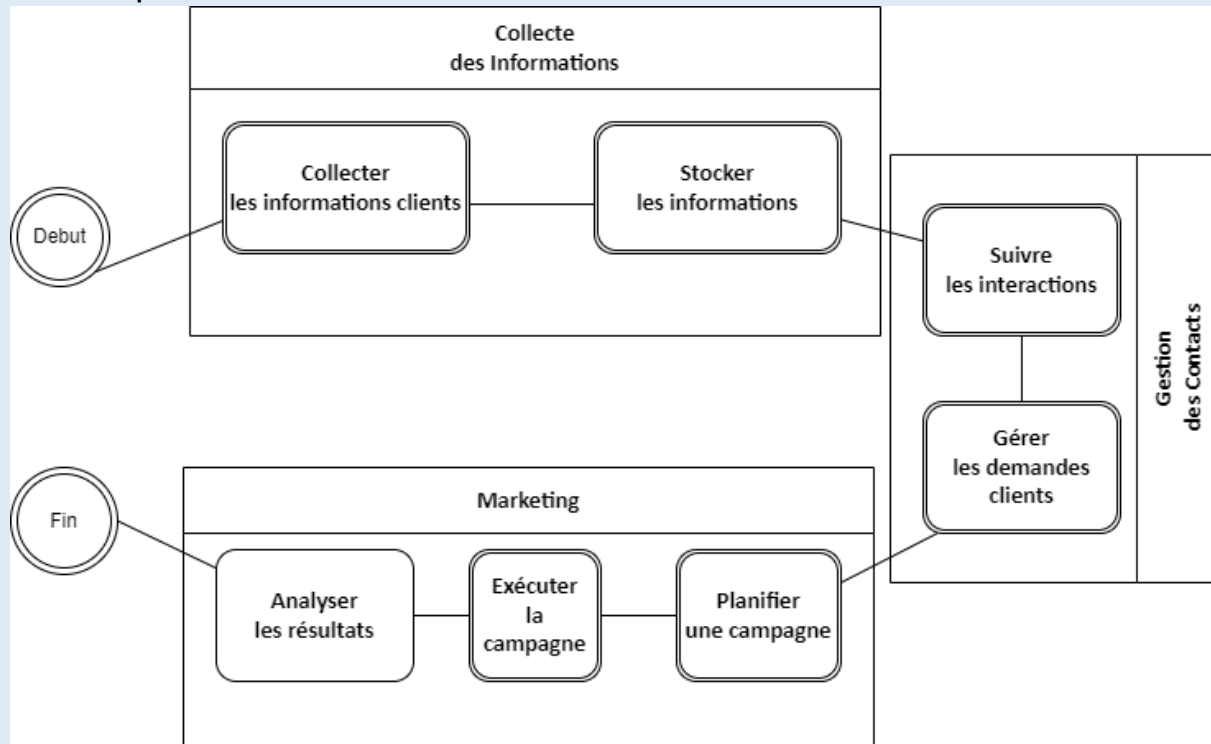 Collecte
des Informations
Collecter
les informations clients
Stocker
les informations
Debut
Suivre
les interactions
Gestion
des Contacts
Gérer
les demandes
clients
Fin
Marketing
Analyser
les résultats
Exécuter
la
campagne
Planifier
une campagne